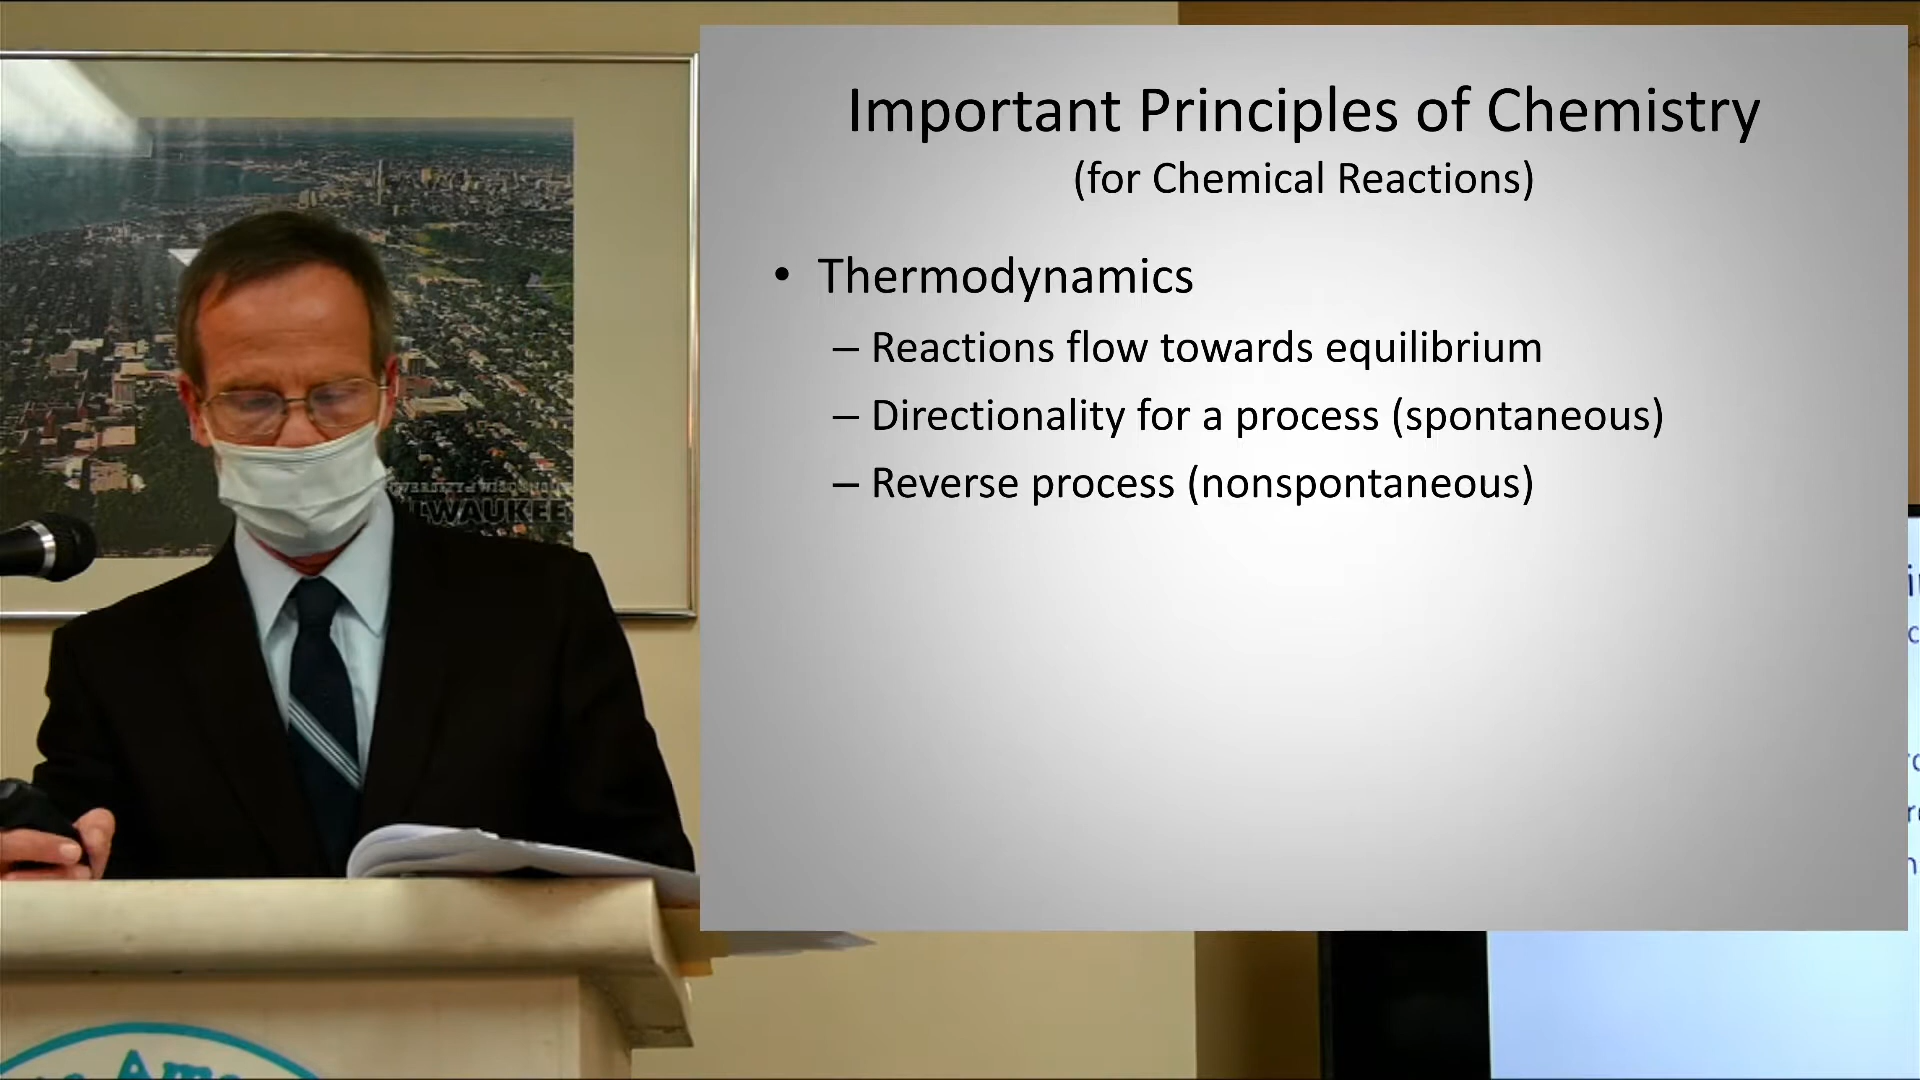 Important Principles of Chemistry
(for Chemical Reactions)
• Thermodynamics
– Reactions flow towards equilibrium
– Directionality for a process (spontaneous)
– Reverse process (nonspontaneous)